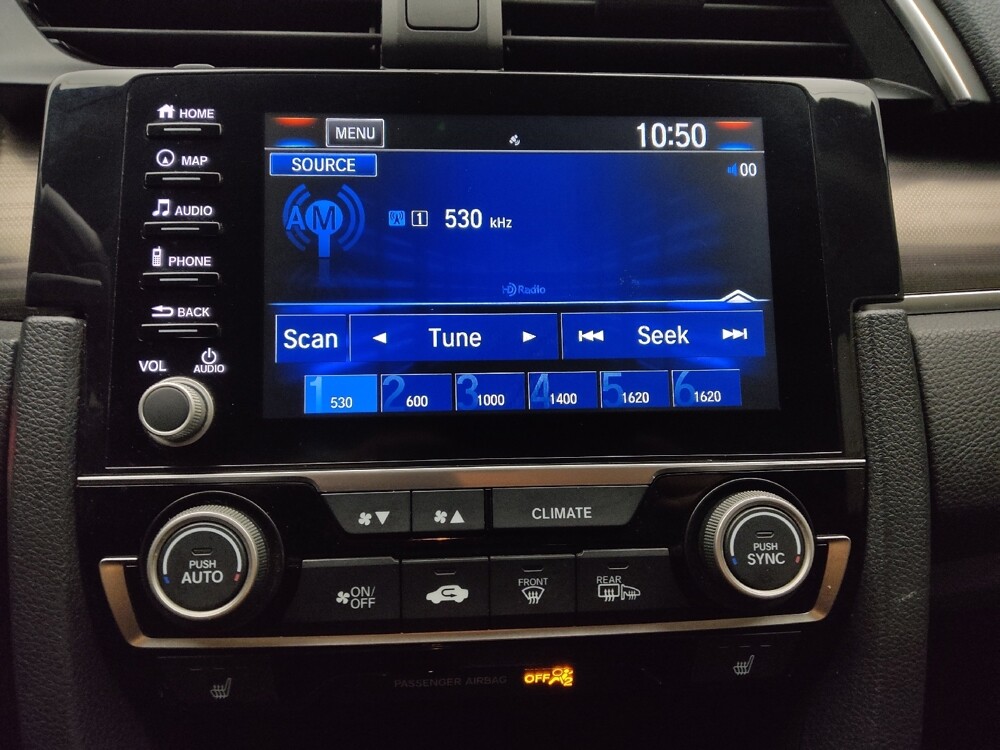 HOME
MENU
10:50
SOURCE
00
MAP
AM
1 530 kHz
AUDIO
PHONE
HD Radio
BACK
Scan Tune Seek
VOL AUDIO
1 530 2 600 3 1000 4 1400 5 1620 6 1620
CLIMATE
PUSH AUTO
PUSH SYNC
ON/OFF
FRONT
REAR
PASSENGER AIRBAG OFF 2